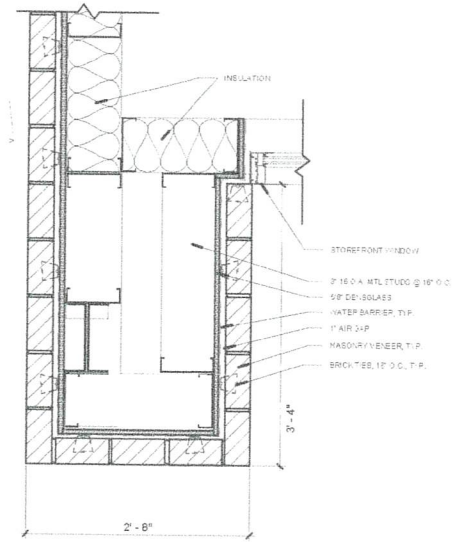 INSULATION
STOREFRONT WINDOW
5/8" DENSGLASS
WATER BARRIER, TYP.
1" AIR GAP
MASONRY VENEER, TYP.
3' - 4"
2' - 8"